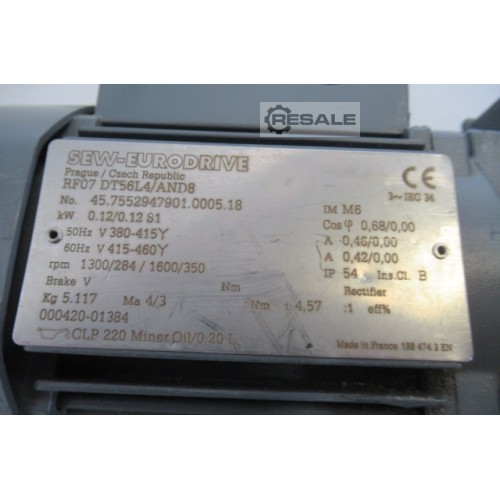 RESALE
SEW-EURODRIVE
Prague / Czech Republic
RF07 DT56L4/AND8
3~ IEC 34
No. 45.7552947901.0005.18
IM M6
kW 0.12/0.12 S1
Cos φ 0,68/0,00
50Hz V 380-415Y
A 0,46/0,00
60Hz V 415-460Y
A 0,42/0,00
rpm 1300/284 / 1600/350
IP 54 Ins.Cl. B
Brake V Nm Rectifier
Kg 5.117 Ma 4/3 Nm i 4,57 :1 eff%
000420-01384
CLP 220 Miner.Oil/0.20 L
Made in France 188 474 3 EN